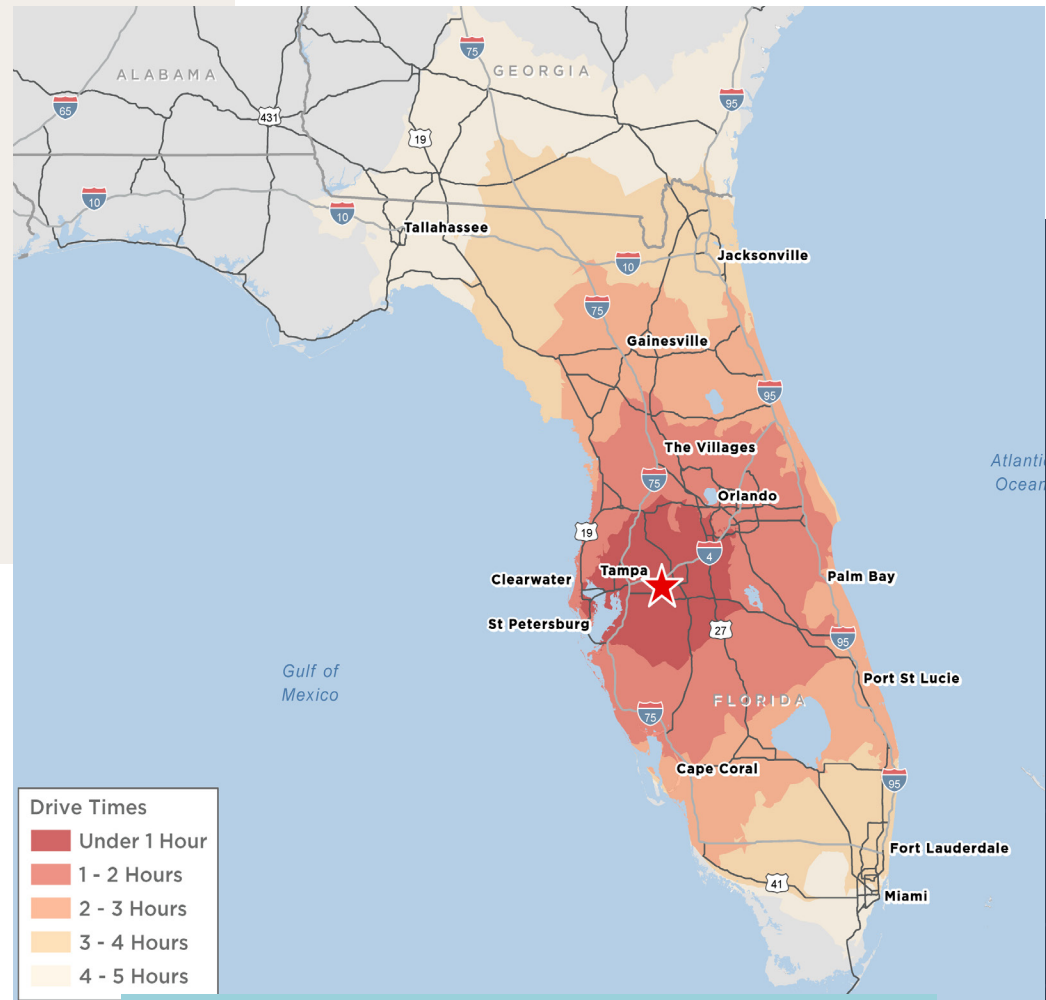 75
ALABAMA
GEORGIA
65
95
431
19
10
10
Tallahassee
Jacksonville
10
75
Gainesville
95
The Villages
Atlanti
Ocean
75
Orlando
19
4
Tampa
Clearwater
Palm Bay
St Petersburg
27
95
Gulf of
Mexico
Port St Lucie
FLORIDA
75
Cape Coral
95
Drive Times
Under 1 Hour
1 - 2 Hours
2 - 3 Hours
3 - 4 Hours
4 - 5 Hours
Fort Lauderdale
41
Miami